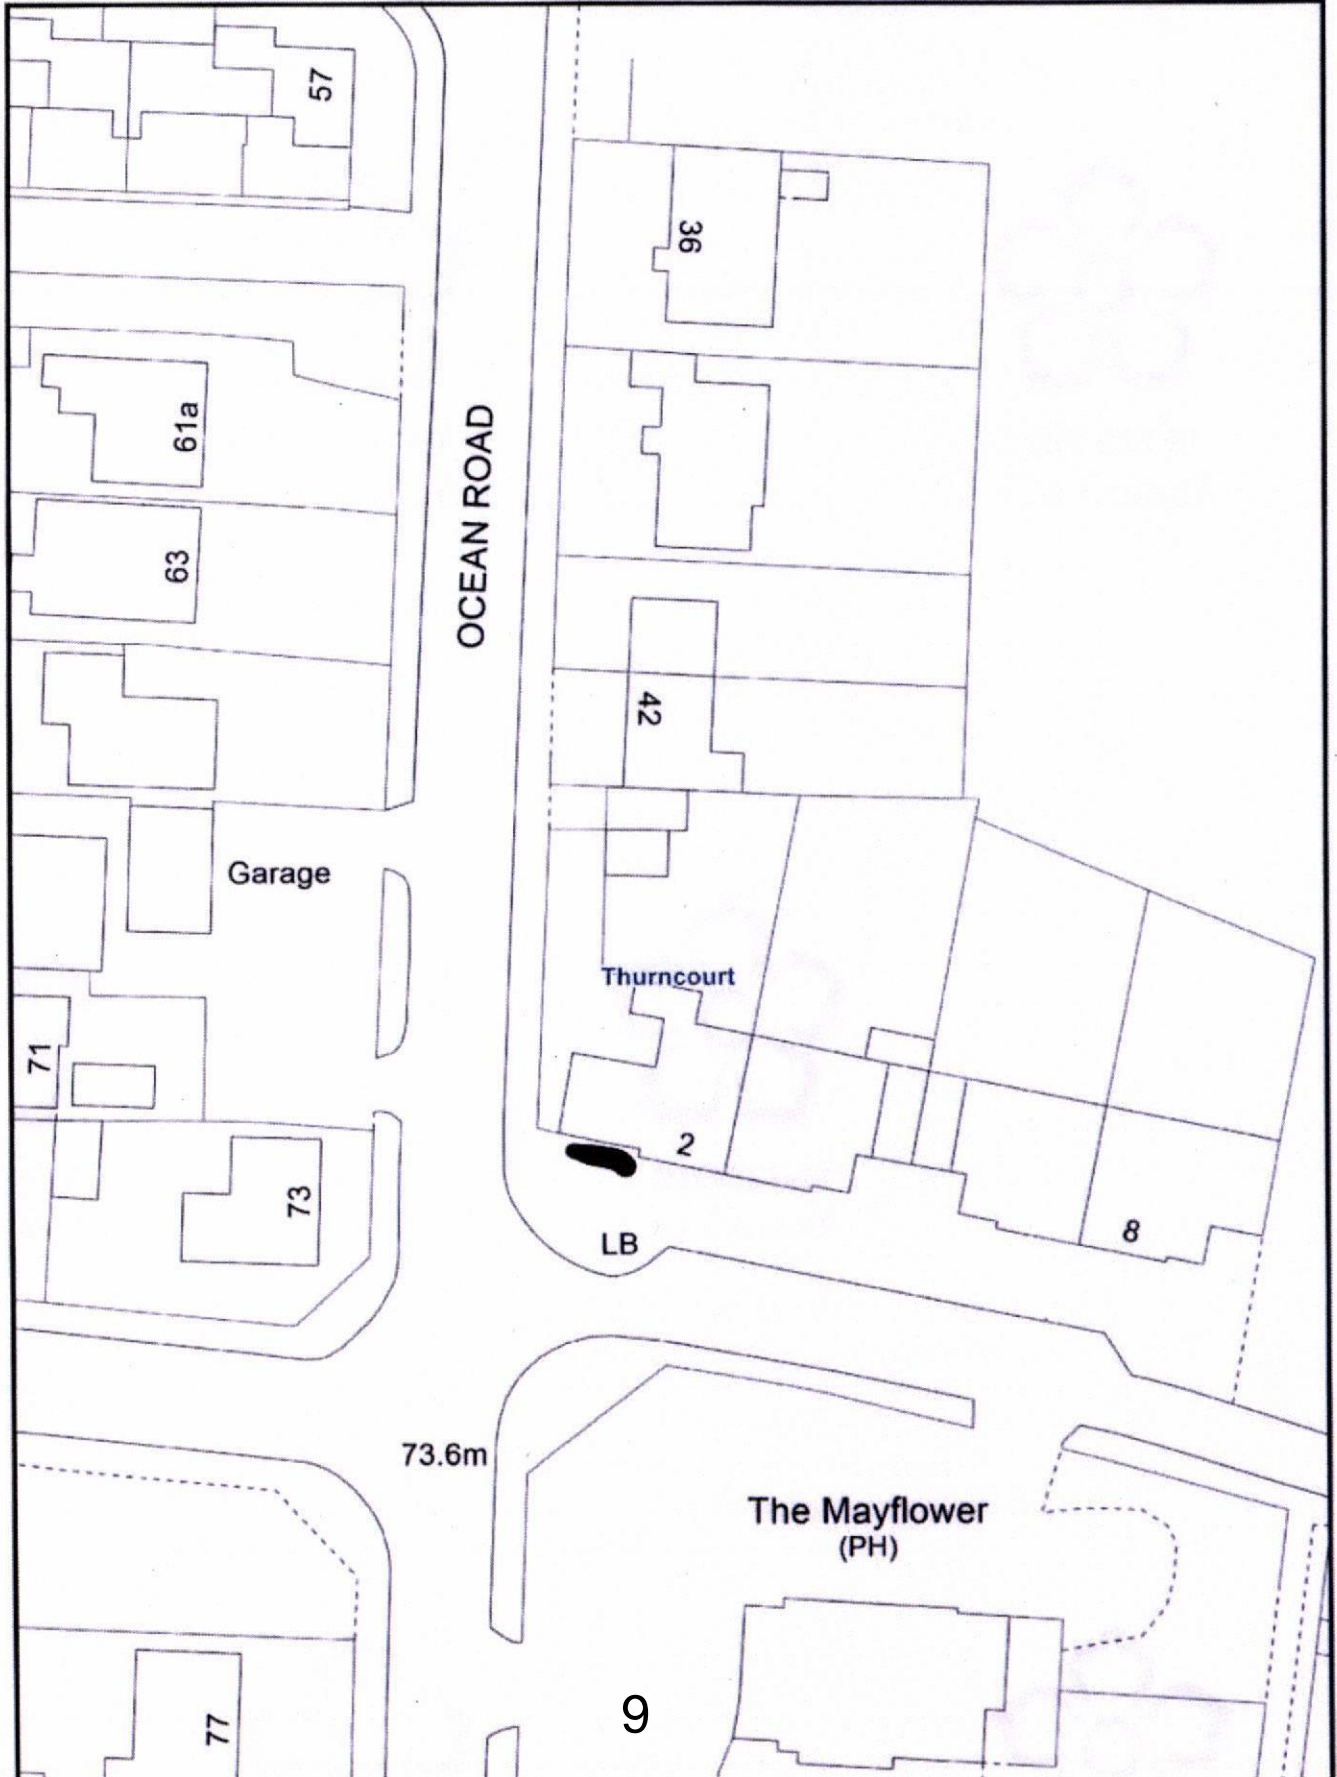 57
36
61a
OCEAN ROAD
63
42
Garage
Thurncourt
71
2
73
LB
8
73.6m
The Mayflower
(PH)
77
9